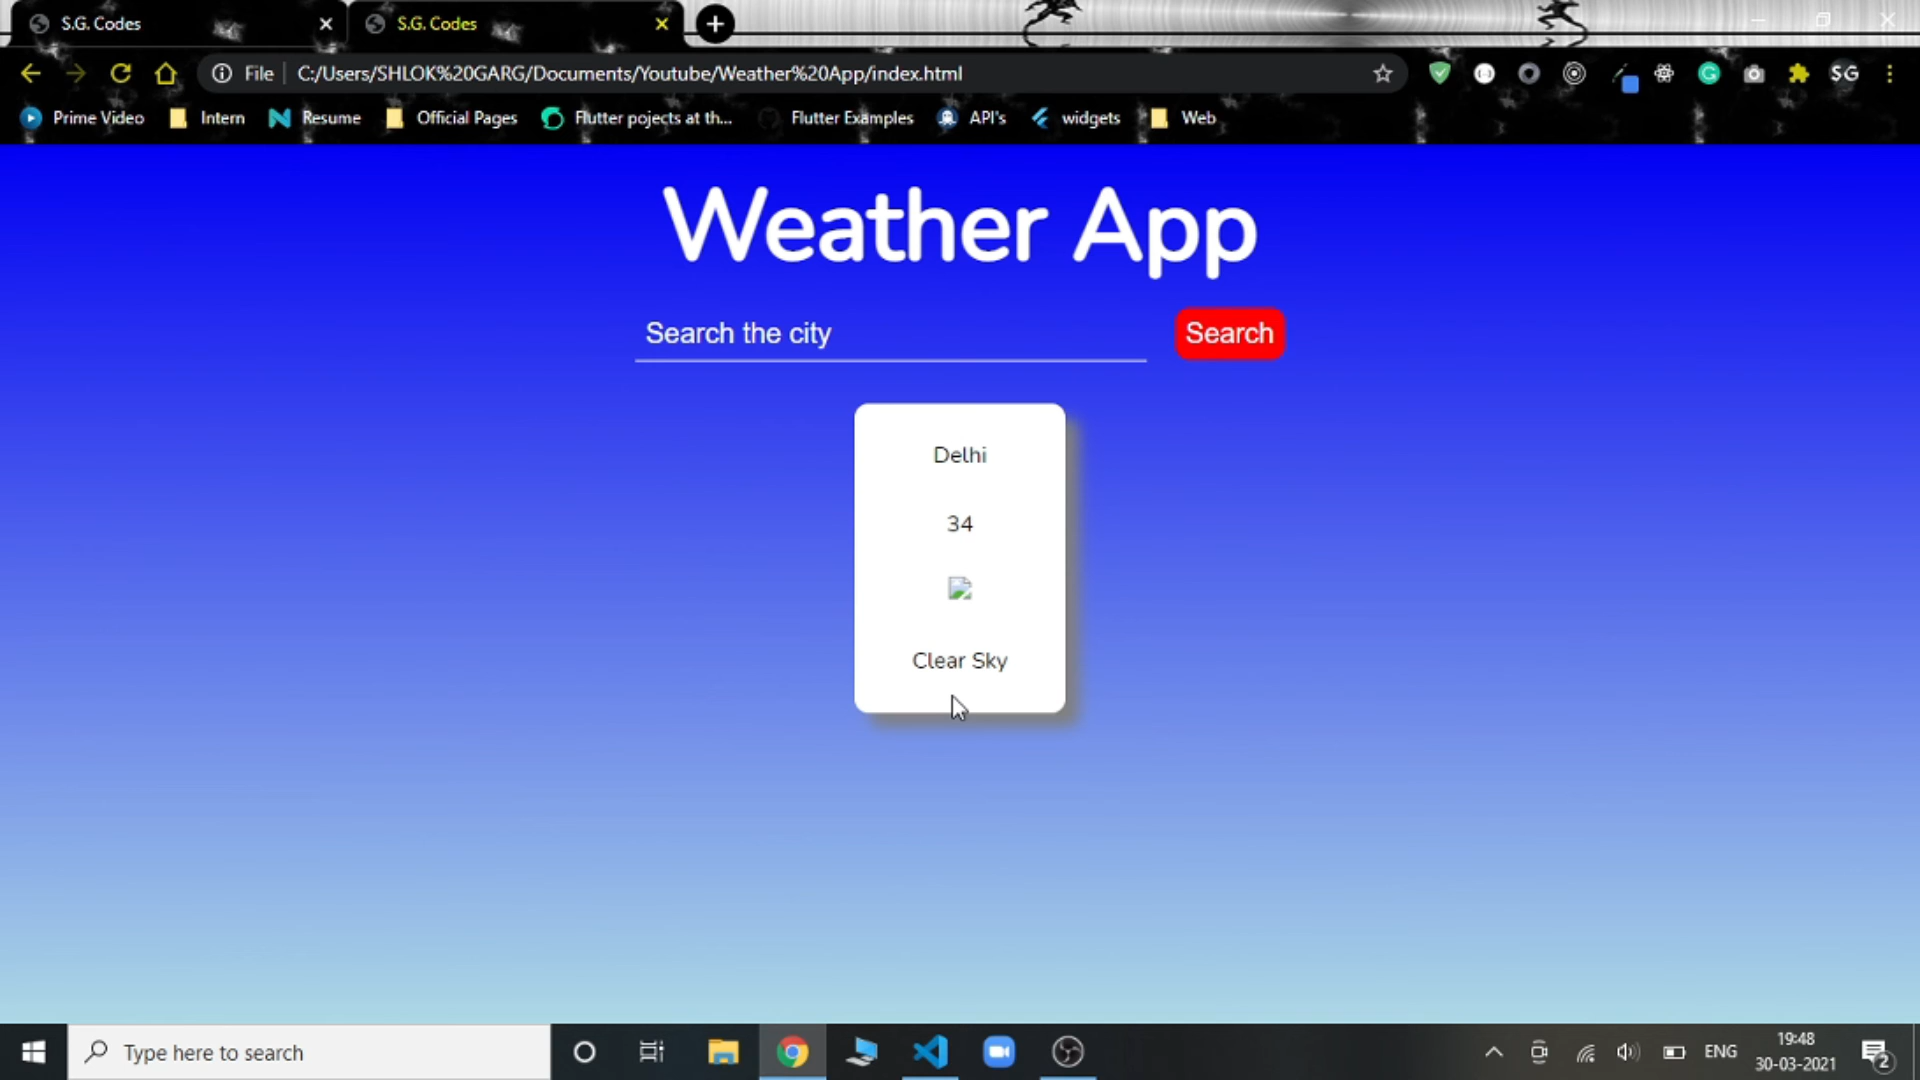 S.G. Codes
S.G. Codes
File
C:/Users/SHLOK%20GARG/Documents/Youtube/Weather%20App/index.html
SG
Prime Video
Intern
Resume
Official Pages
Flutter pojects at th...
Flutter Examples
API's
widgets
Web
Weather App
Search the city
Search
Delhi
34
Clear Sky
Type here to search
ENG
19:48
30-03-2021
2